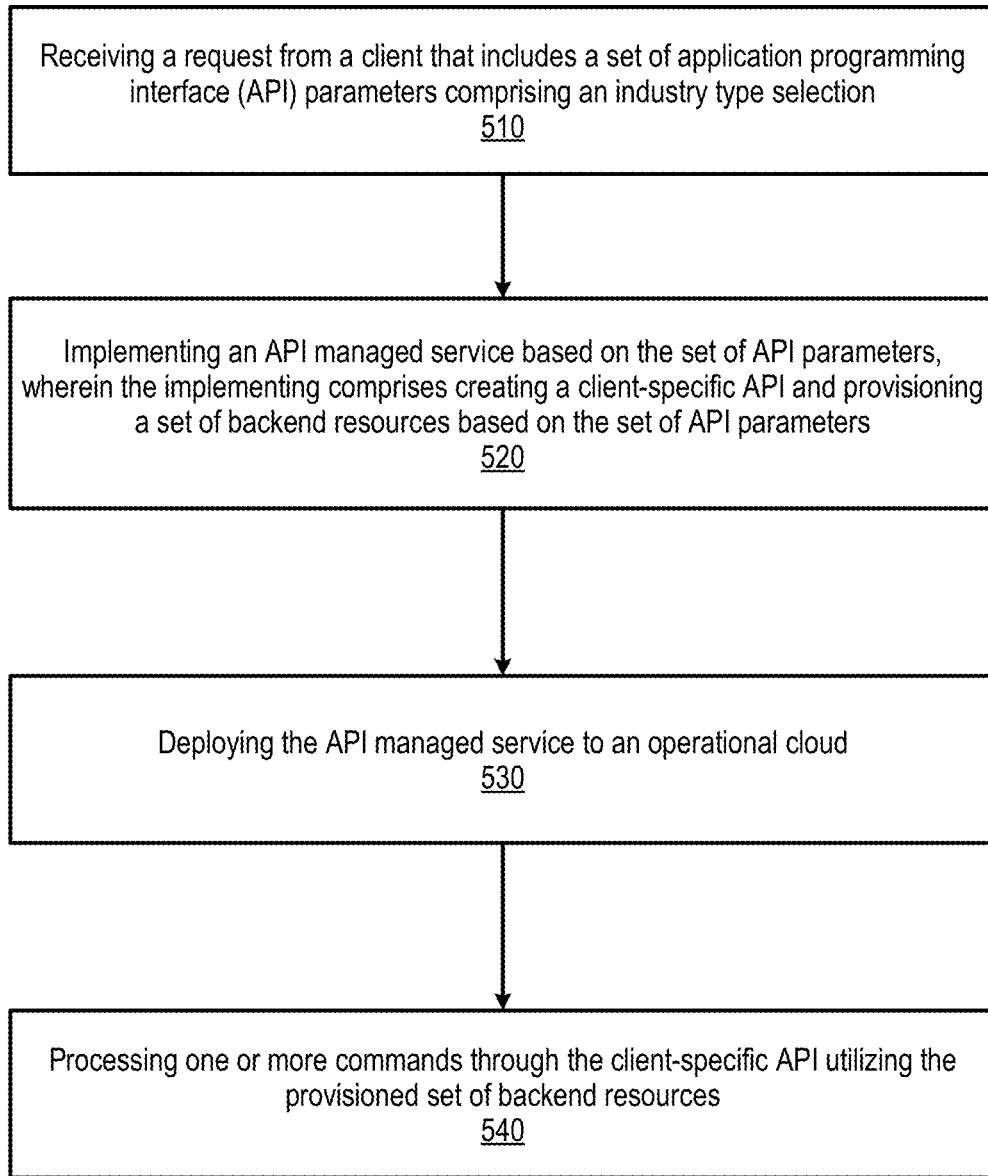 Receiving a request from a client that includes a set of application programming
interface (API) parameters comprising an industry type selection
510
Implementing an API managed service based on the set of API parameters,
wherein the implementing comprises creating a client-specific API and provisioning
a set of backend resources based on the set of API parameters
520
Deploying the API managed service to an operational cloud
530
Processing one or more commands through the client-specific API utilizing the
provisioned set of backend resources
540